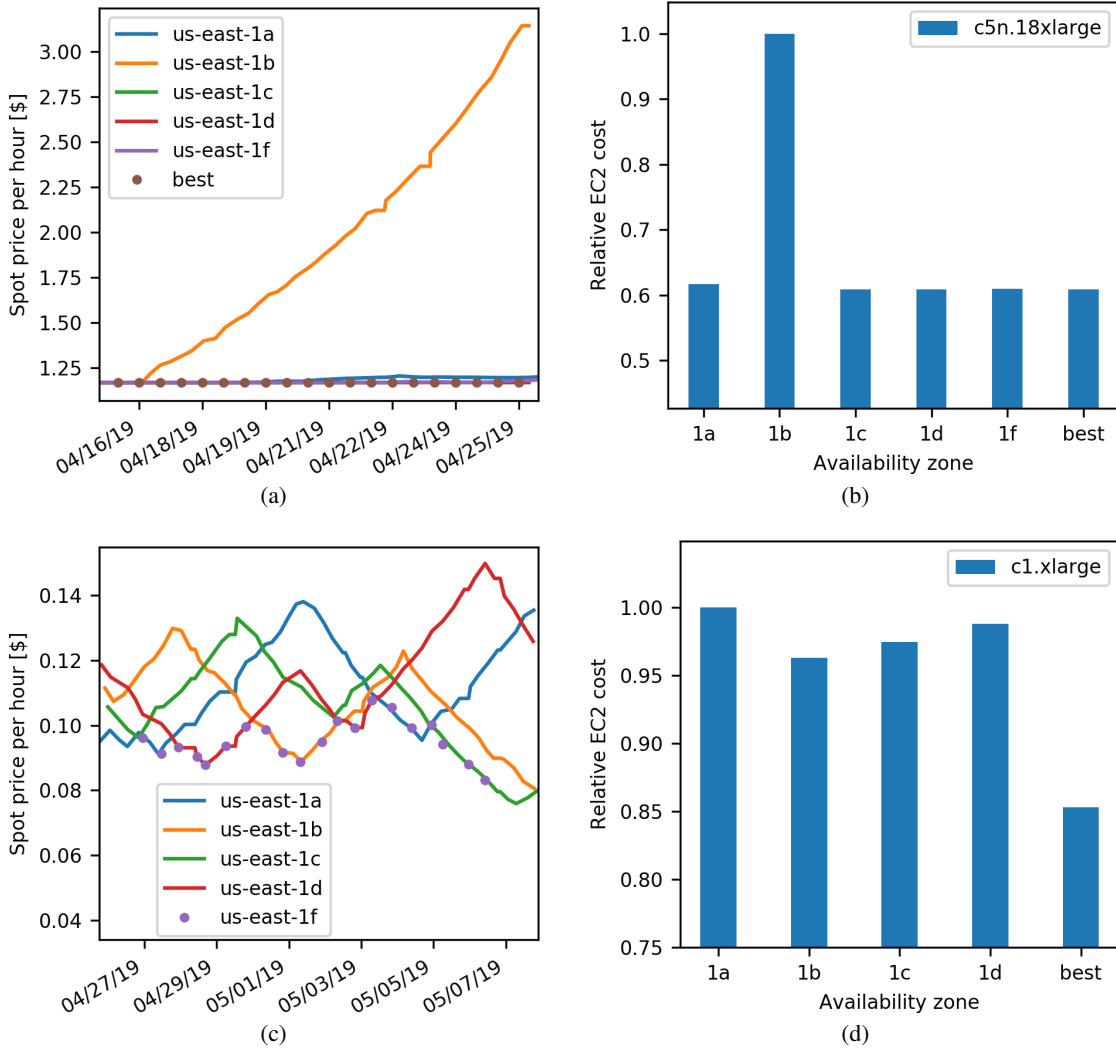 Spot price per hour [$]
3.00
2.75
2.50
2.25
2.00
1.75
1.50
1.25
us-east-1a
us-east-1b
us-east-1c
us-east-1d
us-east-1f
best
04/16/19
04/18/19
04/19/19
04/21/19
04/22/19
04/24/19
04/25/19
(a)
Relative EC2 cost
1.0
0.9
0.8
0.7
0.6
0.5
c5n.18xlarge
1a 1b 1c 1d 1f best
Availability zone
(b)
Spot price per hour [$]
0.14
0.12
0.10
0.08
0.06
0.04
us-east-1a
us-east-1b
us-east-1c
us-east-1d
us-east-1f
04/27/19
04/29/19
05/01/19
05/03/19
05/05/19
05/07/19
(c)
Relative EC2 cost
1.00
0.95
0.90
0.85
0.80
0.75
c1.xlarge
1a 1b 1c 1d best
Availability zone
(d)